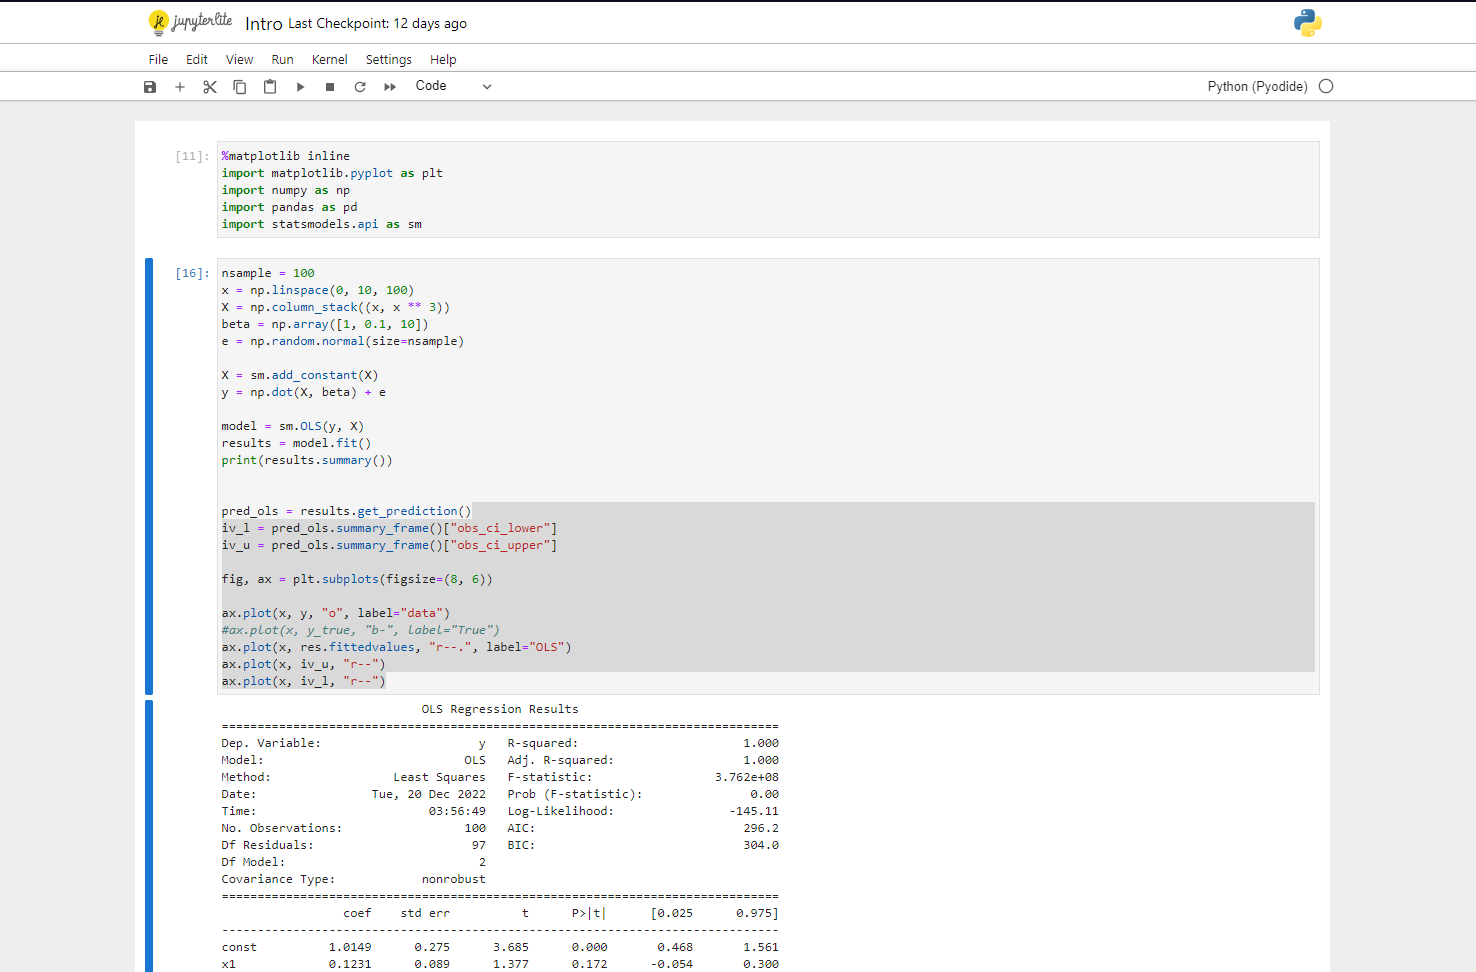 jupyterlite Intro Last Checkpoint: 12 days ago
File Edit View Run Kernel Settings Help
Code Python (Pyodide)
[11]: %matplotlib inline
import matplotlib.pyplot as plt
import numpy as np
import pandas as pd
import statsmodels.api as sm
[16]: nsample = 100
x = np.linspace(0, 10, 100)
X = np.column_stack((x, x ** 3))
beta = np.array([1, 0.1, 10])
e = np.random.normal(size=nsample)
X = sm.add_constant(X)
y = np.dot(X, beta) + e
model = sm.OLS(y, X)
results = model.fit()
print(results.summary())
pred_ols = results.get_prediction()
iv_l = pred_ols.summary_frame()["obs_ci_lower"]
iv_u = pred_ols.summary_frame()["obs_ci_upper"]
fig, ax = plt.subplots(figsize=(8, 6))
ax.plot(x, y, "o", label="data")
#ax.plot(x, y_true, "b-", label="True")
ax.plot(x, res.fittedvalues, "r--.", label="OLS")
ax.plot(x, iv_u, "r--")
ax.plot(x, iv_l, "r--")
OLS Regression Results
==============================================================================
Dep. Variable: y R-squared: 1.000
Model: OLS Adj. R-squared: 1.000
Method: Least Squares F-statistic: 3.762e+08
Date: Tue, 20 Dec 2022 Prob (F-statistic): 0.00
Time: 03:56:49 Log-Likelihood: -145.11
No. Observations: 100 AIC: 296.2
Df Residuals: 97 BIC: 304.0
Df Model: 2
Covariance Type: nonrobust
==============================================================================
coef std err t P>|t| [0.025 0.975]
------------------------------------------------------------------------------
const 1.0149 0.275 3.685 0.000 0.468 1.561
x1 0.1231 0.089 1.377 0.172 -0.054 0.300